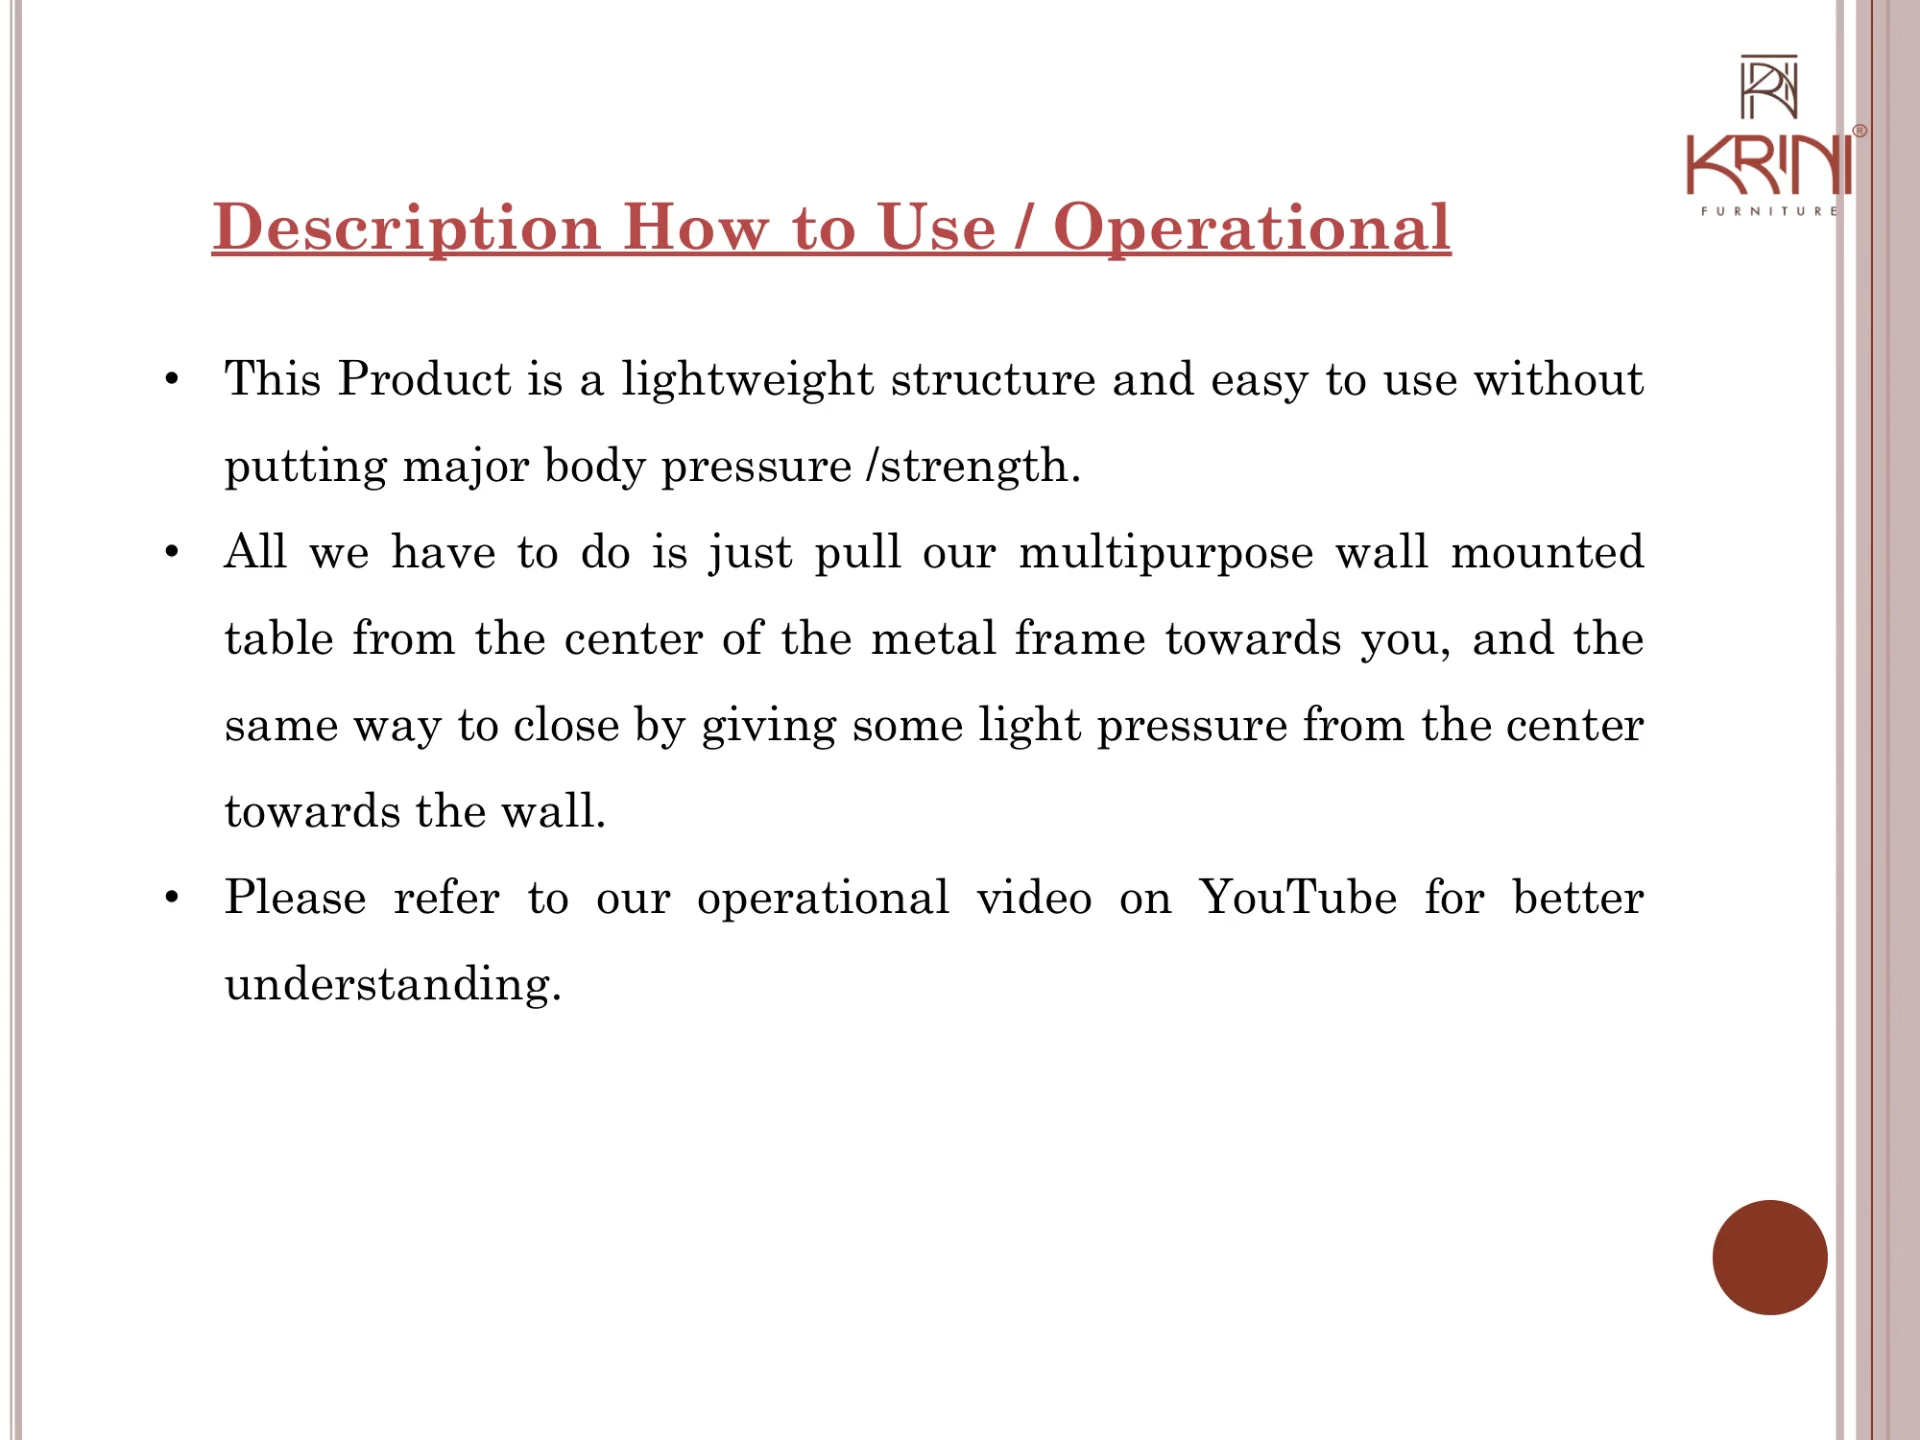 KRINI®
FURNITURE
Description How to Use / Operational
• This Product is a lightweight structure and easy to use without
putting major body pressure /strength.
• All we have to do is just pull our multipurpose wall mounted
table from the center of the metal frame towards you, and the
same way to close by giving some light pressure from the center
towards the wall.
• Please refer to our operational video on YouTube for better
understanding.